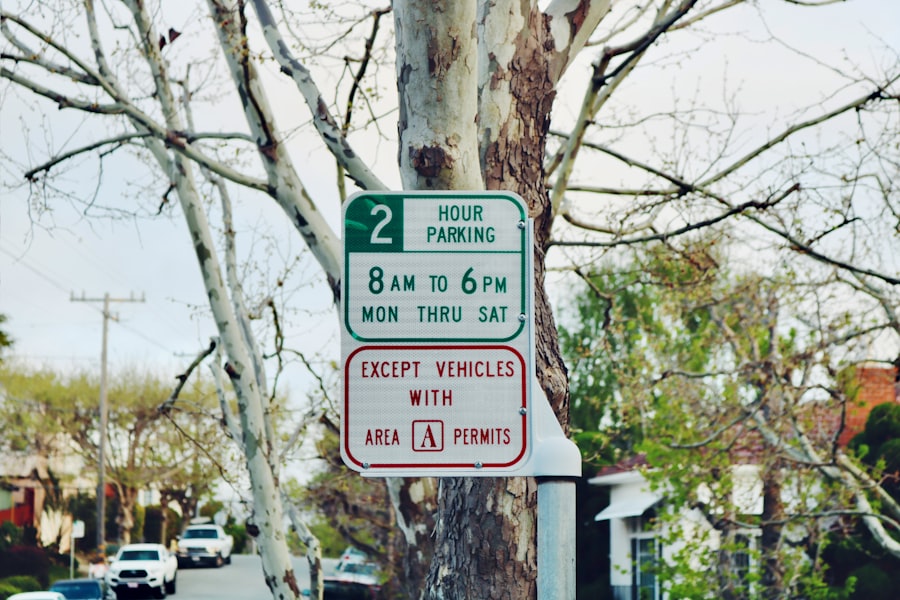 2 HOUR
PARKING
8 AM TO 6 PM
MON THRU SAT
EXCEPT VEHICLES
WITH
AREA A PERMITS